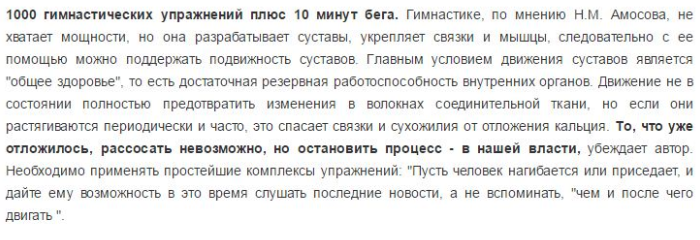 1000 гимнастических упражнений плюс 10 минут бега. Гимнастике, по мнению Н.М. Амосова, не
хватает мощности, но она разрабатывает суставы, укрепляет связки и мышцы, следовательно с ее
помощью можно поддержать подвижность суставов. Главным условием движения суставов является
"общее здоровье", то есть достаточная резервная работоспособность внутренних органов. Движение не в
состоянии полностью предотвратить изменения в волокнах соединительной ткани, но если они
растягиваются периодически и часто, это спасает связки и сухожилия от отложения кальция. То, что уже
отложилось, рассосать невозможно, но остановить процесс - в нашей власти, убеждает автор.
Необходимо применять простейшие комплексы упражнений: "Пусть человек нагибается или приседает, и
дайте ему возможность в это время слушать последние новости, а не вспоминать, "чем и после чего
двигать ".